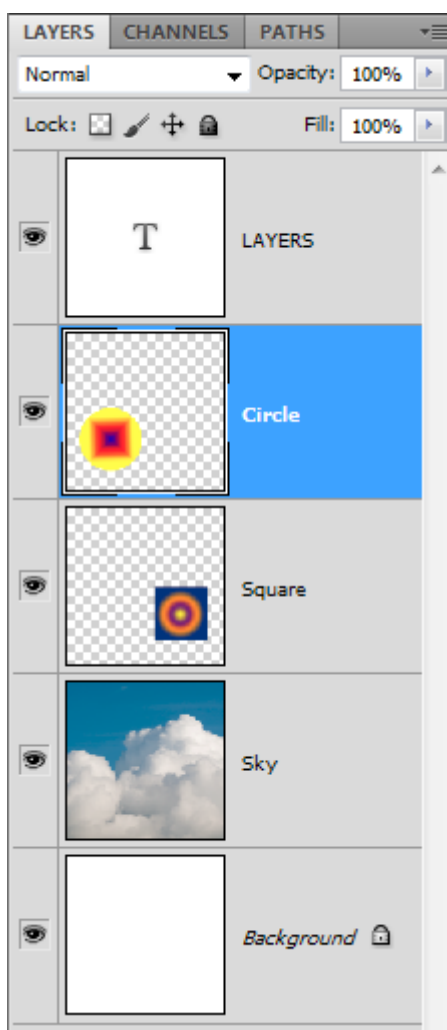 LAYERS CHANNELS PATHS
Normal Opacity: 100%
Lock: Fill: 100%
T LAYERS
Circle
Square
Sky
Background